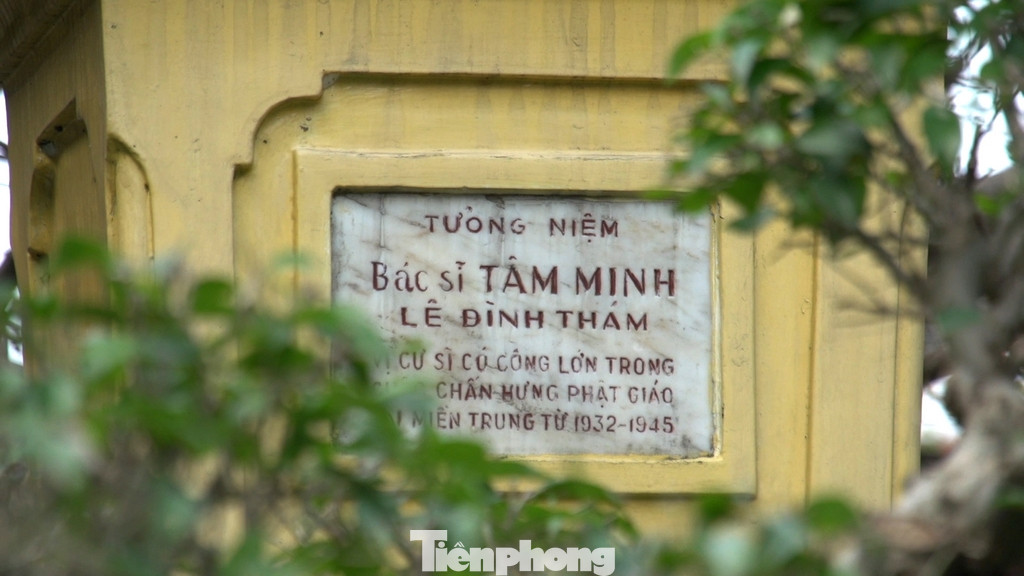 TƯỞNG NIỆM
Bác sĩ TÂM MINH
LÊ ĐÌNH THÁM
VỊ CƯ SĨ CÓ CÔNG LỚN TRONG
CHẤN HƯNG PHẬT GIÁO
MIỀN TRUNG TỪ 1932-1945
Tiềnphong